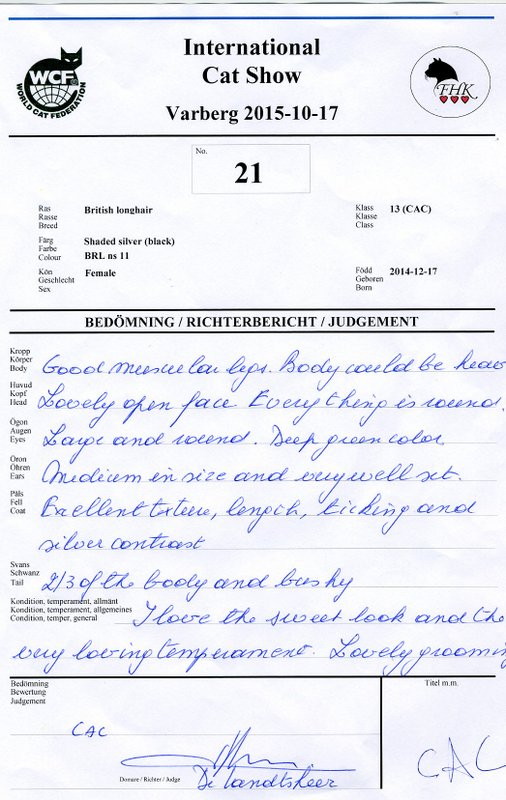 International
Cat Show
Varberg 2015-10-17
WCF
WORLD CAT FEDERATION
FHK
No.
21
Ras
Rasse
Breed
British longhair
Klass
Klasse
Class
13 (CAC)
Färg
Farbe
Colour
Shaded silver (black)
BRL ns 11
Kön
Geschlecht
Sex
Female
Född
Geboren
Born
2014-12-17
BEDÖMNING / RICHTERBERICHT / JUDGEMENT
Kropp
Körper
Body
Good muscular legs. Body could be heav
Huvud
Kopf
Head
Lovely open face. Everything is round.
Ögon
Augen
Eyes
Large and round. Deep green color
Öron
Öhren
Ears
Medium in size and very well set.
Päls
Fell
Coat
Excellent texture, length, ticking and
silver contrast
Svans
Schwanz
Tail
2/3 of the body and bushy
Kondition, temperament, allmänt
Kondition, temperament, allgemeines
Condition, temper, general
I love the sweet look and the
very loving temperament. Lovely groomin
Bedömning
Bewertung
Judgement
CAC
Domare / Richter / Judge
De Landtsheer
Titel m.m.
CAC